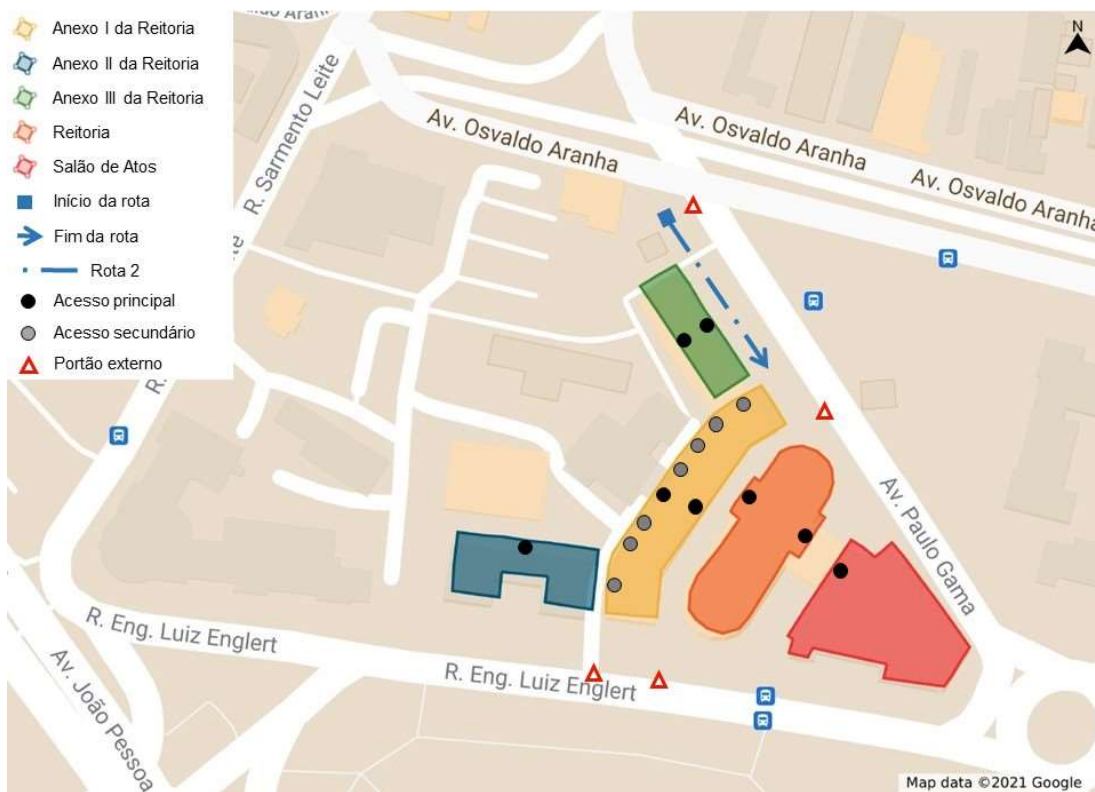 Anexo I da Reitoria
Anexo II da Reitoria
Anexo III da Reitoria
Reitoria
Salão de Atos
Início da rota
Fim da rota
Rota 2
Acesso principal
Acesso secundário
Portão externo
do Aranha
N
R. Sarmento Leite
Av. Osvaldo Aranha
Av. Osvaldo Aranha
Av. Osvaldo Aranha
R.
Av. Paulo Gama
R. Eng. Luiz Englert
R. Eng. Luiz Englert
Av. João Pessoa
Map data ©2021 Google